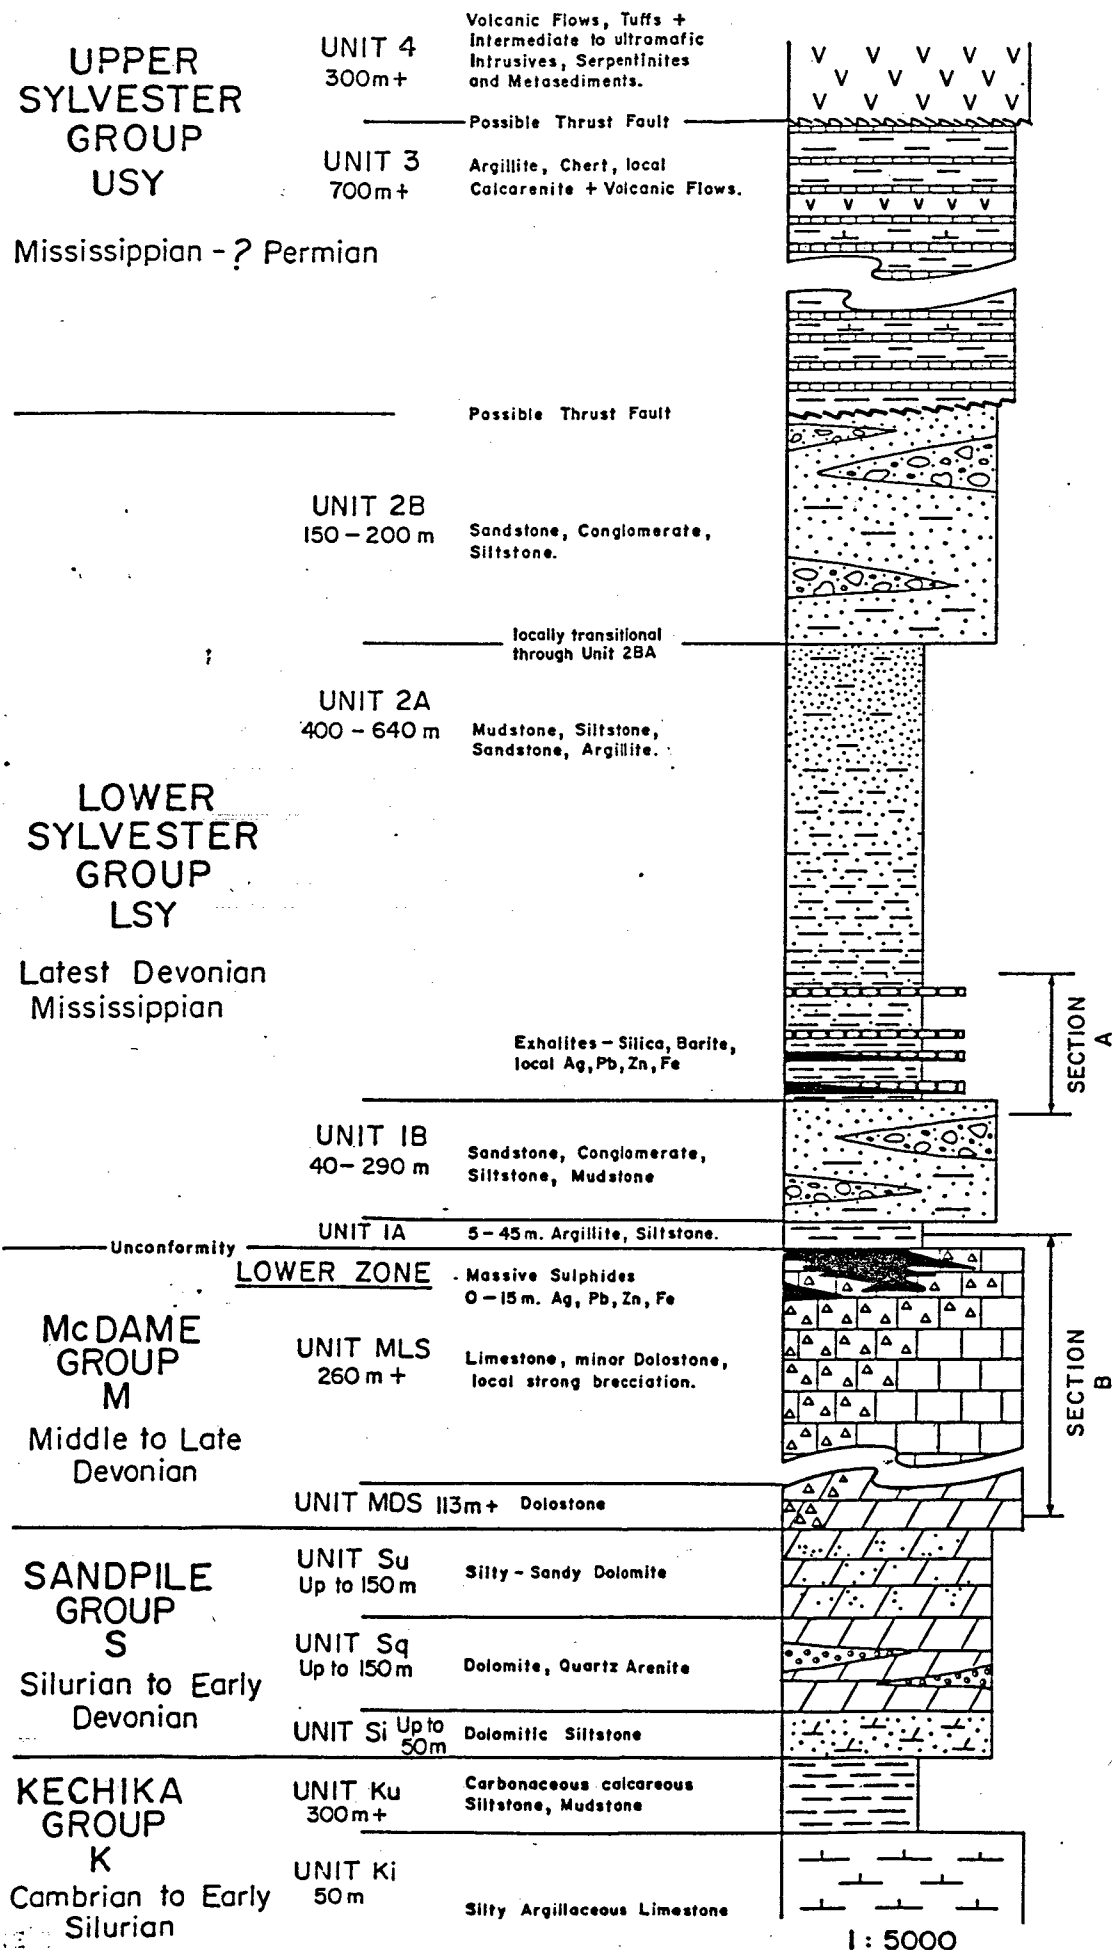 UPPER
SYLVESTER
GROUP
USY
Mississippian - ? Permian
UNIT 4
300m+
Volcanic Flows, Tuffs +
Intermediate to ultramafic
Intrusives, Serpentinites
and Metasediments.
Possible Thrust Fault
UNIT 3
700m+
Argillite, Chert, local
Calcarenite + Volcanic Flows.
Possible Thrust Fault
UNIT 2B
150 - 200 m
Sandstone, Conglomerate,
Siltstone.
locally transitional
through Unit 2BA
UNIT 2A
400 - 640 m
Mudstone, Siltstone,
Sandstone, Argillite.
LOWER
SYLVESTER
GROUP
LSY
Latest Devonian
Mississippian
Exhalites - Silica, Barite,
local Ag, Pb, Zn, Fe
SECTION
A
UNIT 1B
40 - 290 m
Sandstone, Conglomerate,
Siltstone, Mudstone
UNIT 1A
5 - 45m. Argillite, Siltstone.
Unconformity
LOWER ZONE
Massive Sulphides
0 - 15 m. Ag, Pb, Zn, Fe
McDAME
GROUP
M
Middle to Late
Devonian
UNIT MLS
260 m +
Limestone, minor Dolostone,
local strong brecciation.
SECTION
B
UNIT MDS 113m+ Dolostone
SANDPILE
GROUP
S
Silurian to Early
Devonian
UNIT Su
Up to 150 m
Silty - Sandy Dolomite
UNIT Sq
Up to 150 m
Dolomite, Quartz Arenite
UNIT Si Up to
50m
Dolomitic Siltstone
KECHIKA
GROUP
K
Cambrian to Early
Silurian
UNIT Ku
300m+
Carbonaceous calcareous
Siltstone, Mudstone
UNIT Ki
50 m
Silty Argillaceous Limestone
1 : 5000